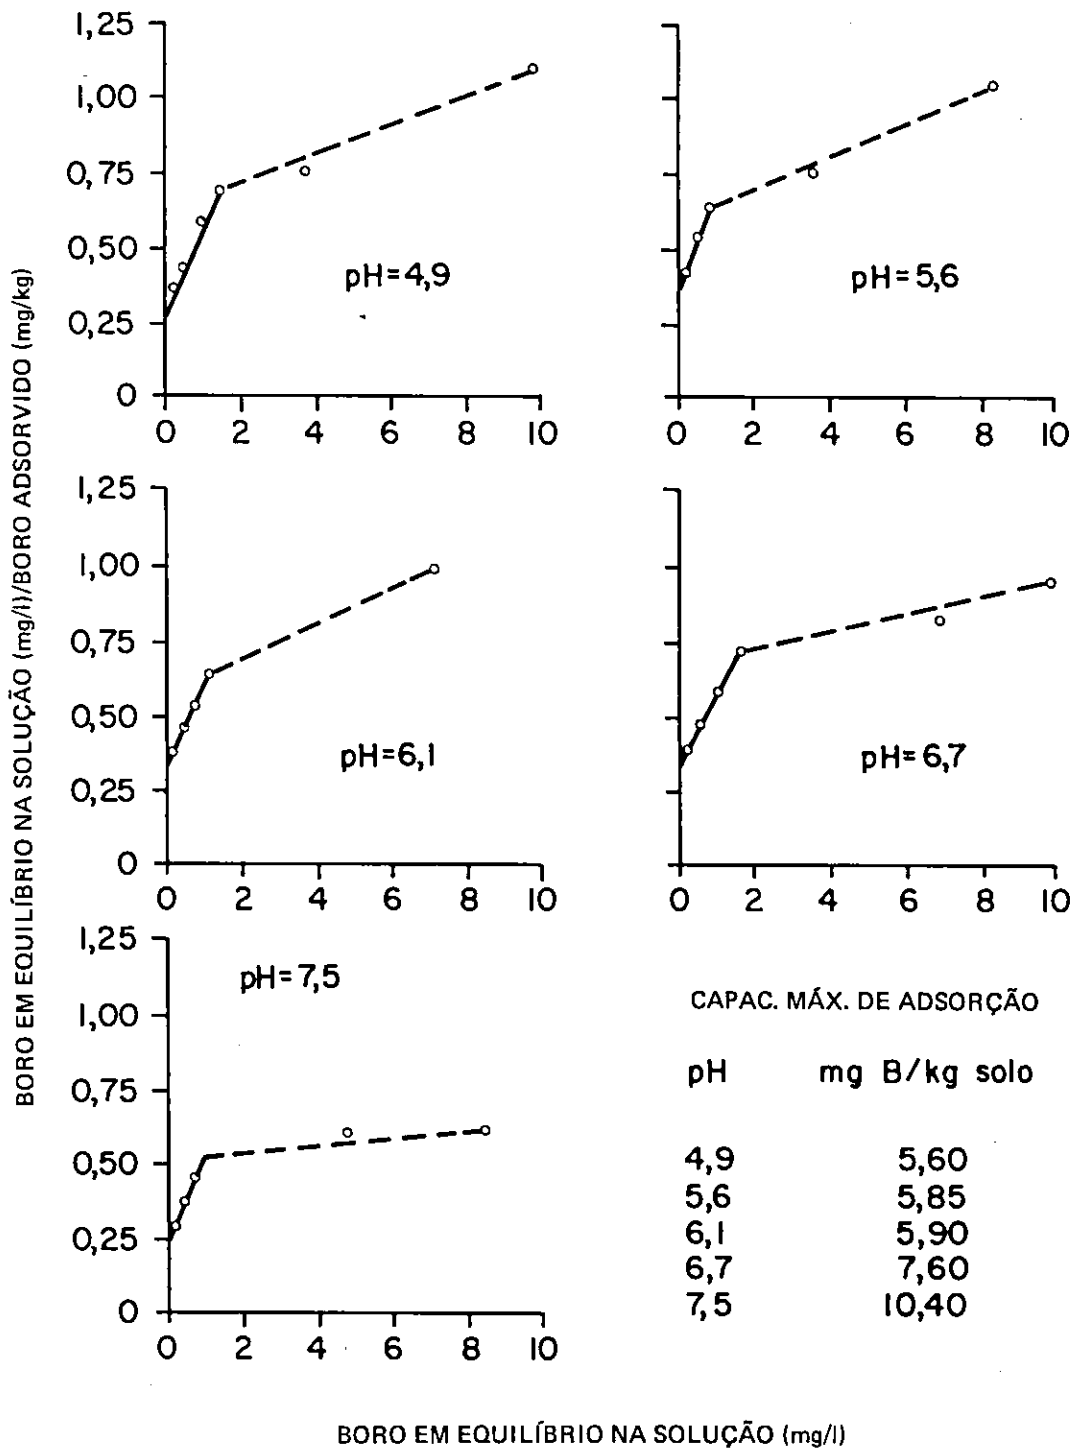 BORO EM EQUILÍBRIO NA SOLUÇÃO (mg/l)/BORO ADSORVIDO (mg/kg)
1,25
1,00
0,75
0,50
0,25
0
0 2 4 6 8 10
pH=4,9
0 2 4 6 8 10
pH=5,6
1,25
1,00
0,75
0,50
0,25
0
0 2 4 6 8 10
pH=6,1
0 2 4 6 8 10
pH=6,7
1,25
1,00
0,75
0,50
0,25
0
0 2 4 6 8 10
pH=7,5
CAPAC. MÁX. DE ADSORÇÃO
pH mg B/kg solo
4,9 5,60
5,6 5,85
6,1 5,90
6,7 7,60
7,5 10,40
BORO EM EQUILÍBRIO NA SOLUÇÃO (mg/l)